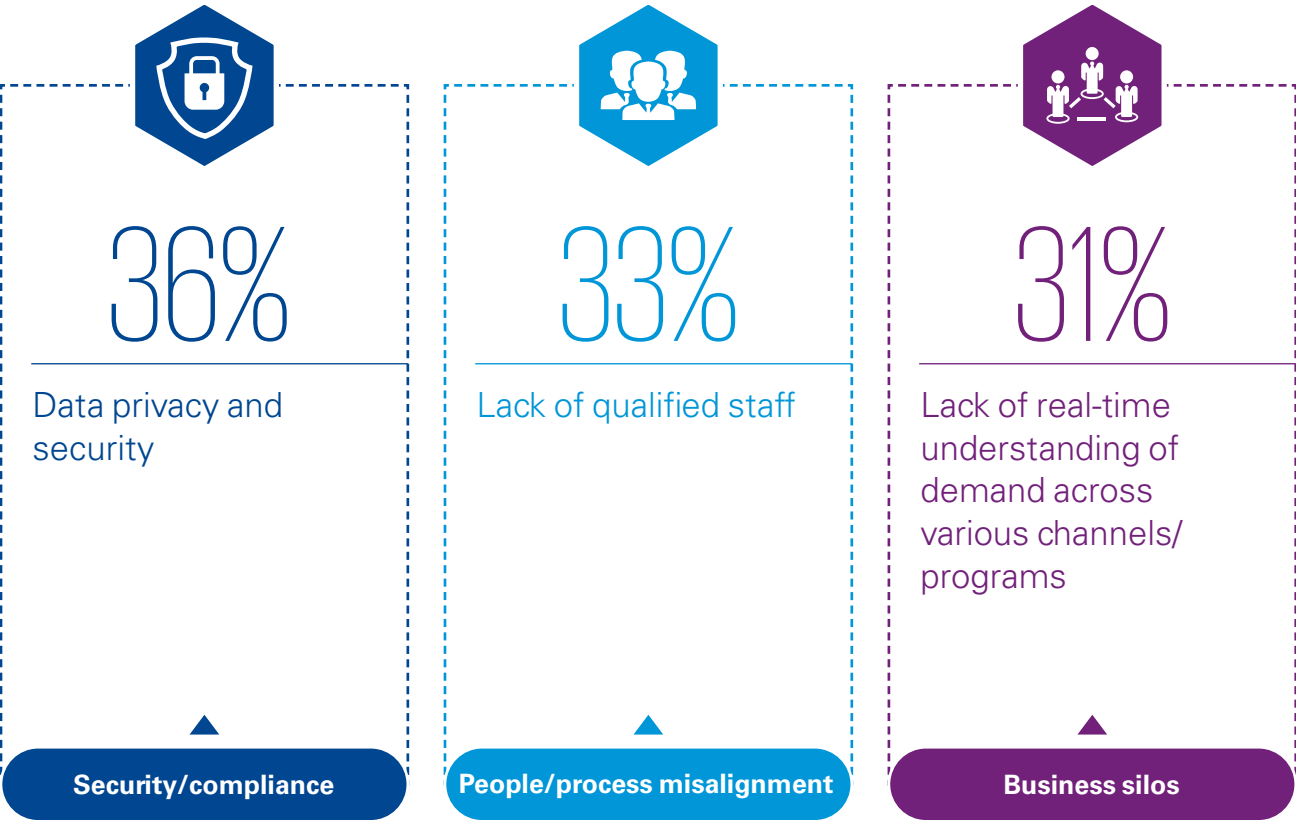 36%
Data privacy and
security
Security/compliance
33%
Lack of qualified staff
People/process misalignment
31%
Lack of real-time
understanding of
demand across
various channels/
programs
Business silos